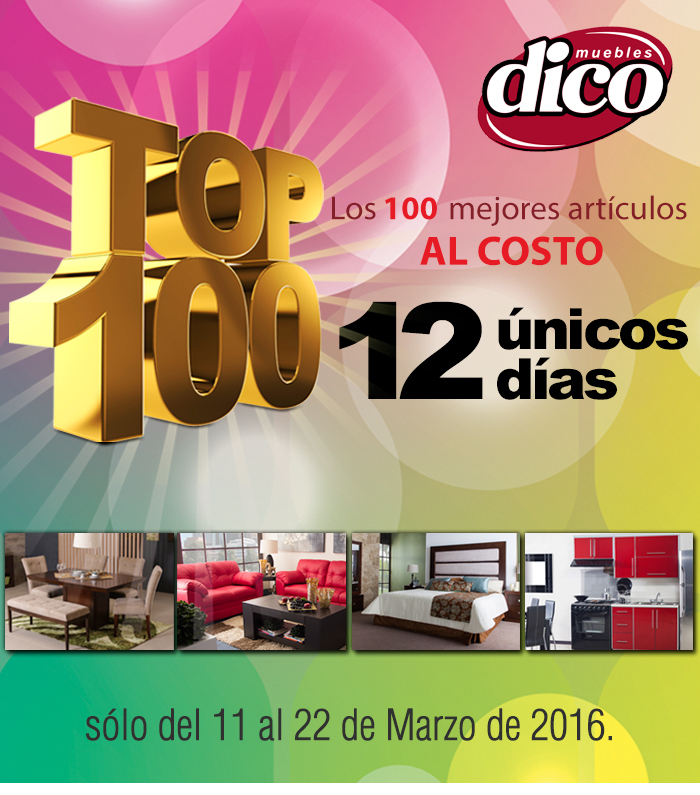 muebles
dico
TOP
100
Los 100 mejores artículos
AL COSTO
12 únicos
días
sólo del 11 al 22 de Marzo de 2016.